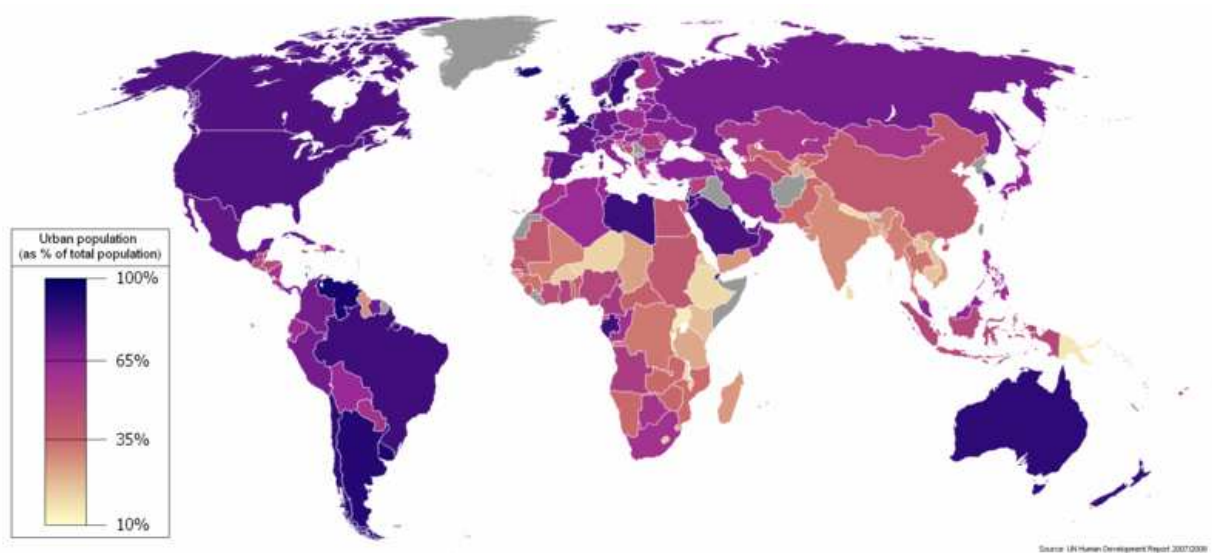 Urban population
(as % of total population)
100%
65%
35%
10%
Source: UN Human Development Report 2007/2008